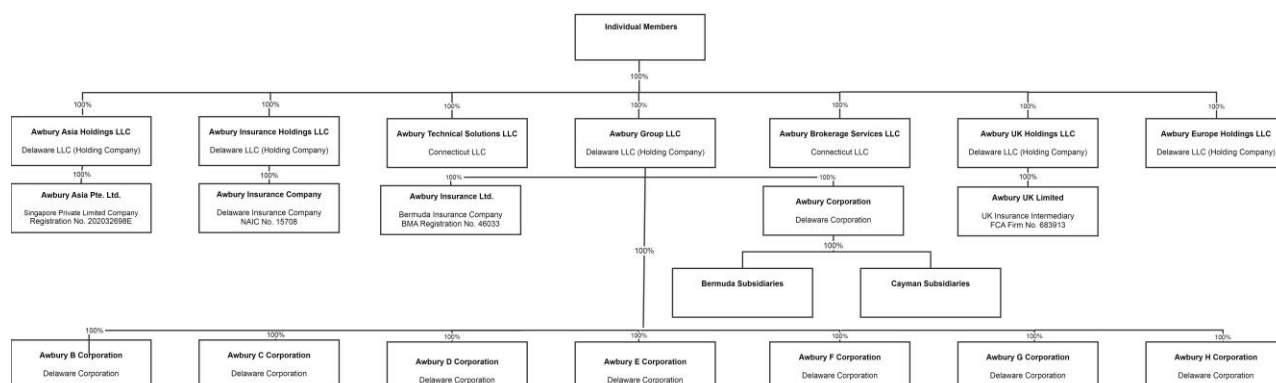 Individual Members
100%
100%
100%
100%
100%
100%
100%
100%
Awbury Asia Holdings LLC
Delaware LLC (Holding Company)
Awbury Insurance Holdings LLC
Delaware LLC (Holding Company)
Awbury Technical Solutions LLC
Connecticut LLC
Awbury Group LLC
Delaware LLC (Holding Company)
Awbury Brokerage Services LLC
Connecticut LLC
Awbury UK Holdings LLC
Delaware LLC (Holding Company)
Awbury Europe Holdings LLC
Delaware LLC (Holding Company)
100%
100%
100%
100%
100%
Awbury Asia Pte. Ltd.
Singapore Private Limited Company
Registration No. 202032698E
Awbury Insurance Company
Delaware Insurance Company
NAIC No. 15708
Awbury Insurance Ltd.
Bermuda Insurance Company
BMA Registration No. 46033
Awbury Corporation
Delaware Corporation
Awbury UK Limited
UK Insurance Intermediary
FCA Firm No. 683913
100%
100%
Bermuda Subsidiaries
Cayman Subsidiaries
100%
100%
100%
100%
100%
100%
100%
Awbury B Corporation
Delaware Corporation
Awbury C Corporation
Delaware Corporation
Awbury D Corporation
Delaware Corporation
Awbury E Corporation
Delaware Corporation
Awbury F Corporation
Delaware Corporation
Awbury G Corporation
Delaware Corporation
Awbury H Corporation
Delaware Corporation